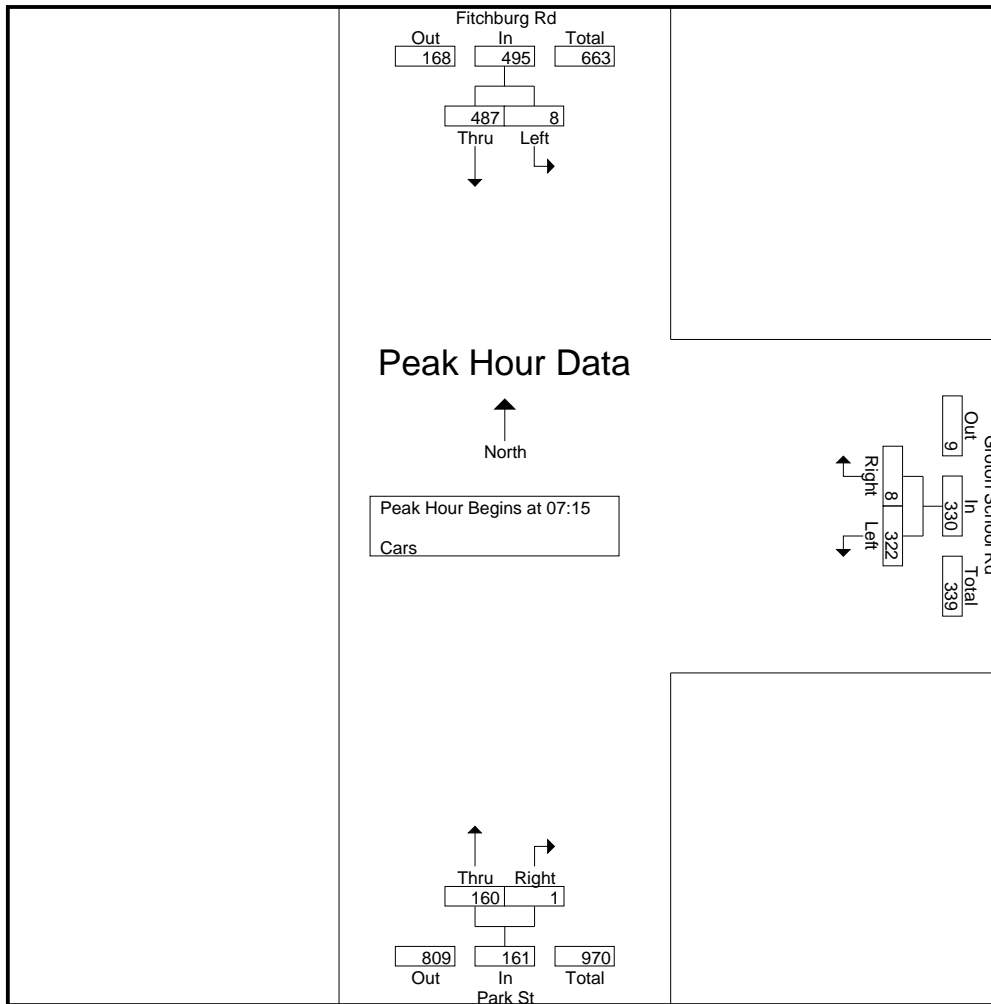 Fitchburg Rd
Out In Total
168 495 663
487 8
Thru Left
Peak Hour Data
North
Peak Hour Begins at 07:15
Cars
Out In Total
9 330 339
Right Left
8 322
Thru Right
160 1
809 161 970
Out In Total
Park St